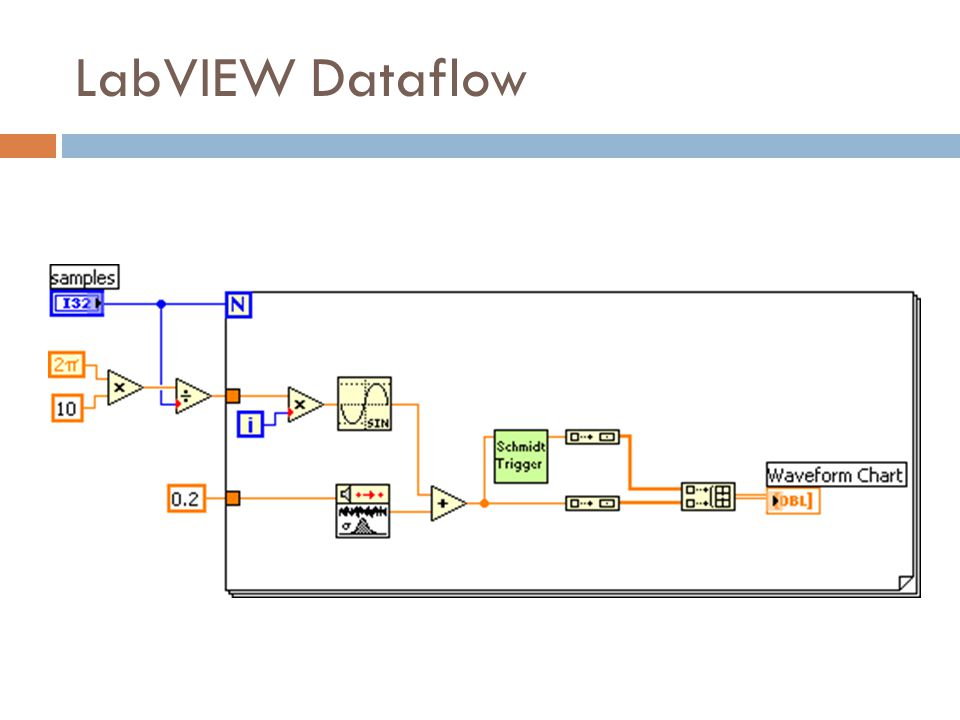 LabVIEW Dataflow
samples
I32
N
2π
×
÷
10
i
×
SIN
Schmidt
Trigger
Waveform Chart
[DBL]
0.2
σ
+